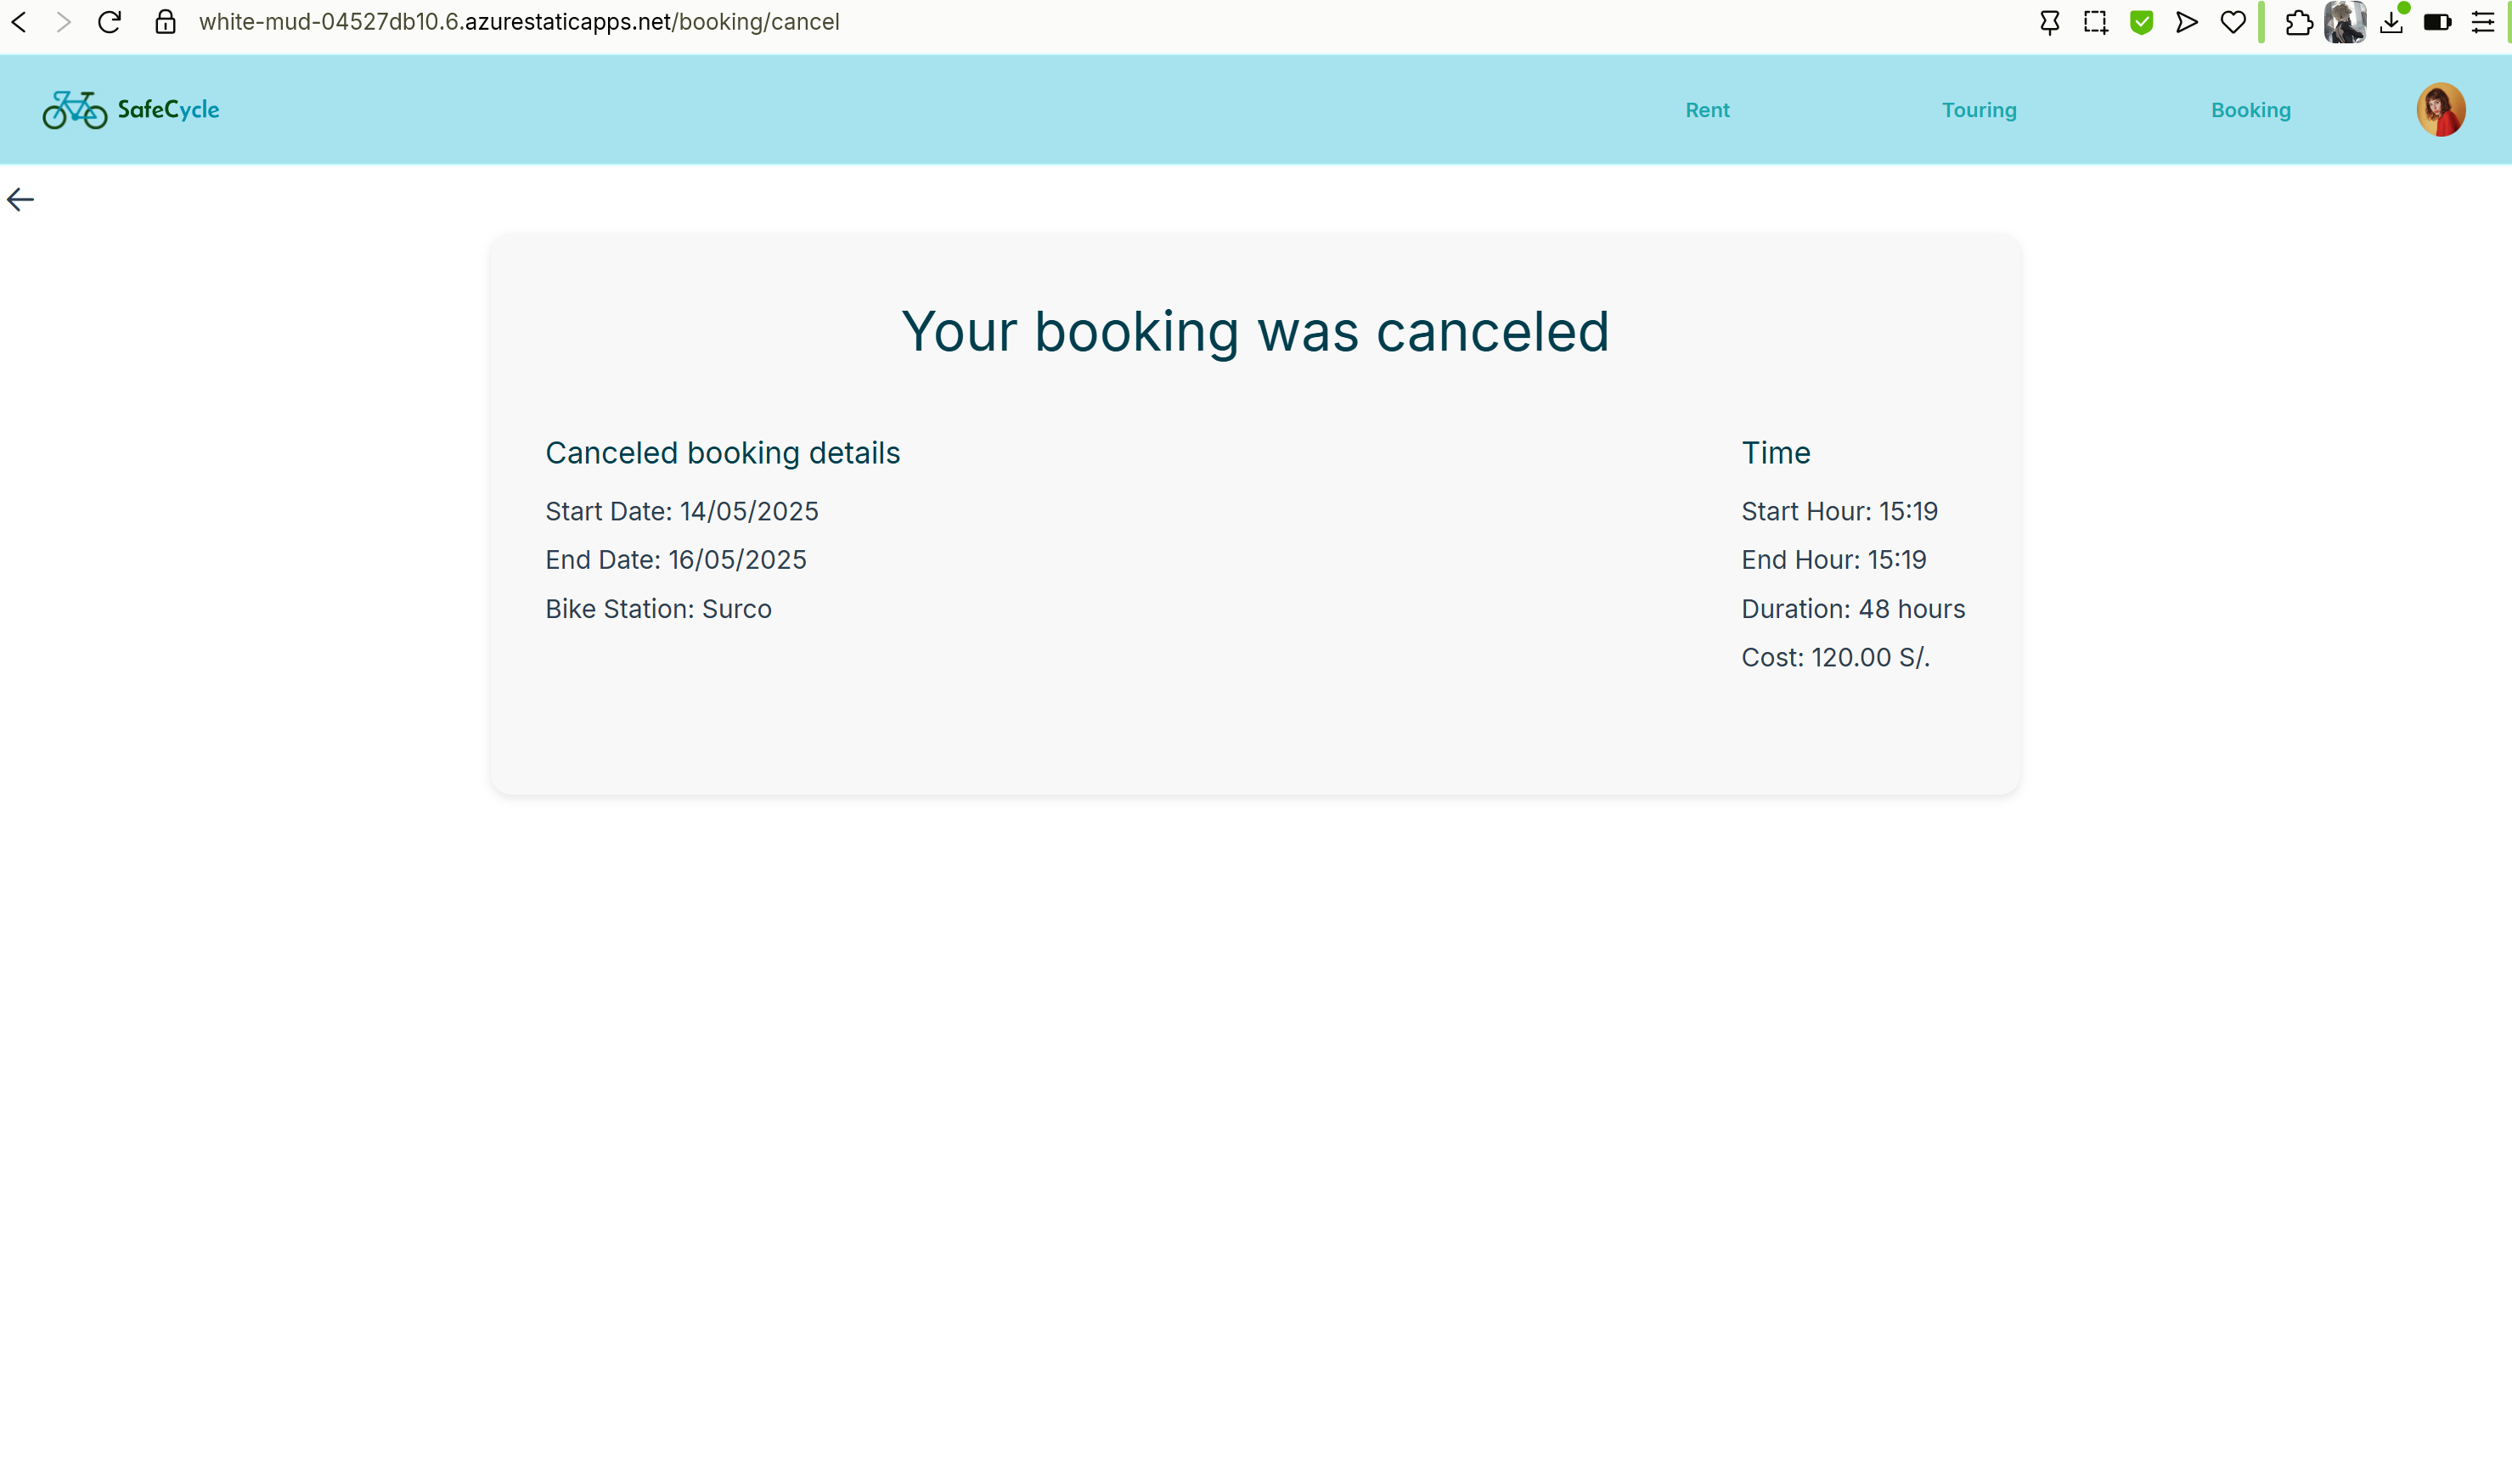 white-mud-04527db10.6.azurestaticapps.net/booking/cancel
SafeCycle
Rent
Touring
Booking
Your booking was canceled
Canceled booking details
Start Date: 14/05/2025
End Date: 16/05/2025
Bike Station: Surco
Time
Start Hour: 15:19
End Hour: 15:19
Duration: 48 hours
Cost: 120.00 S/.